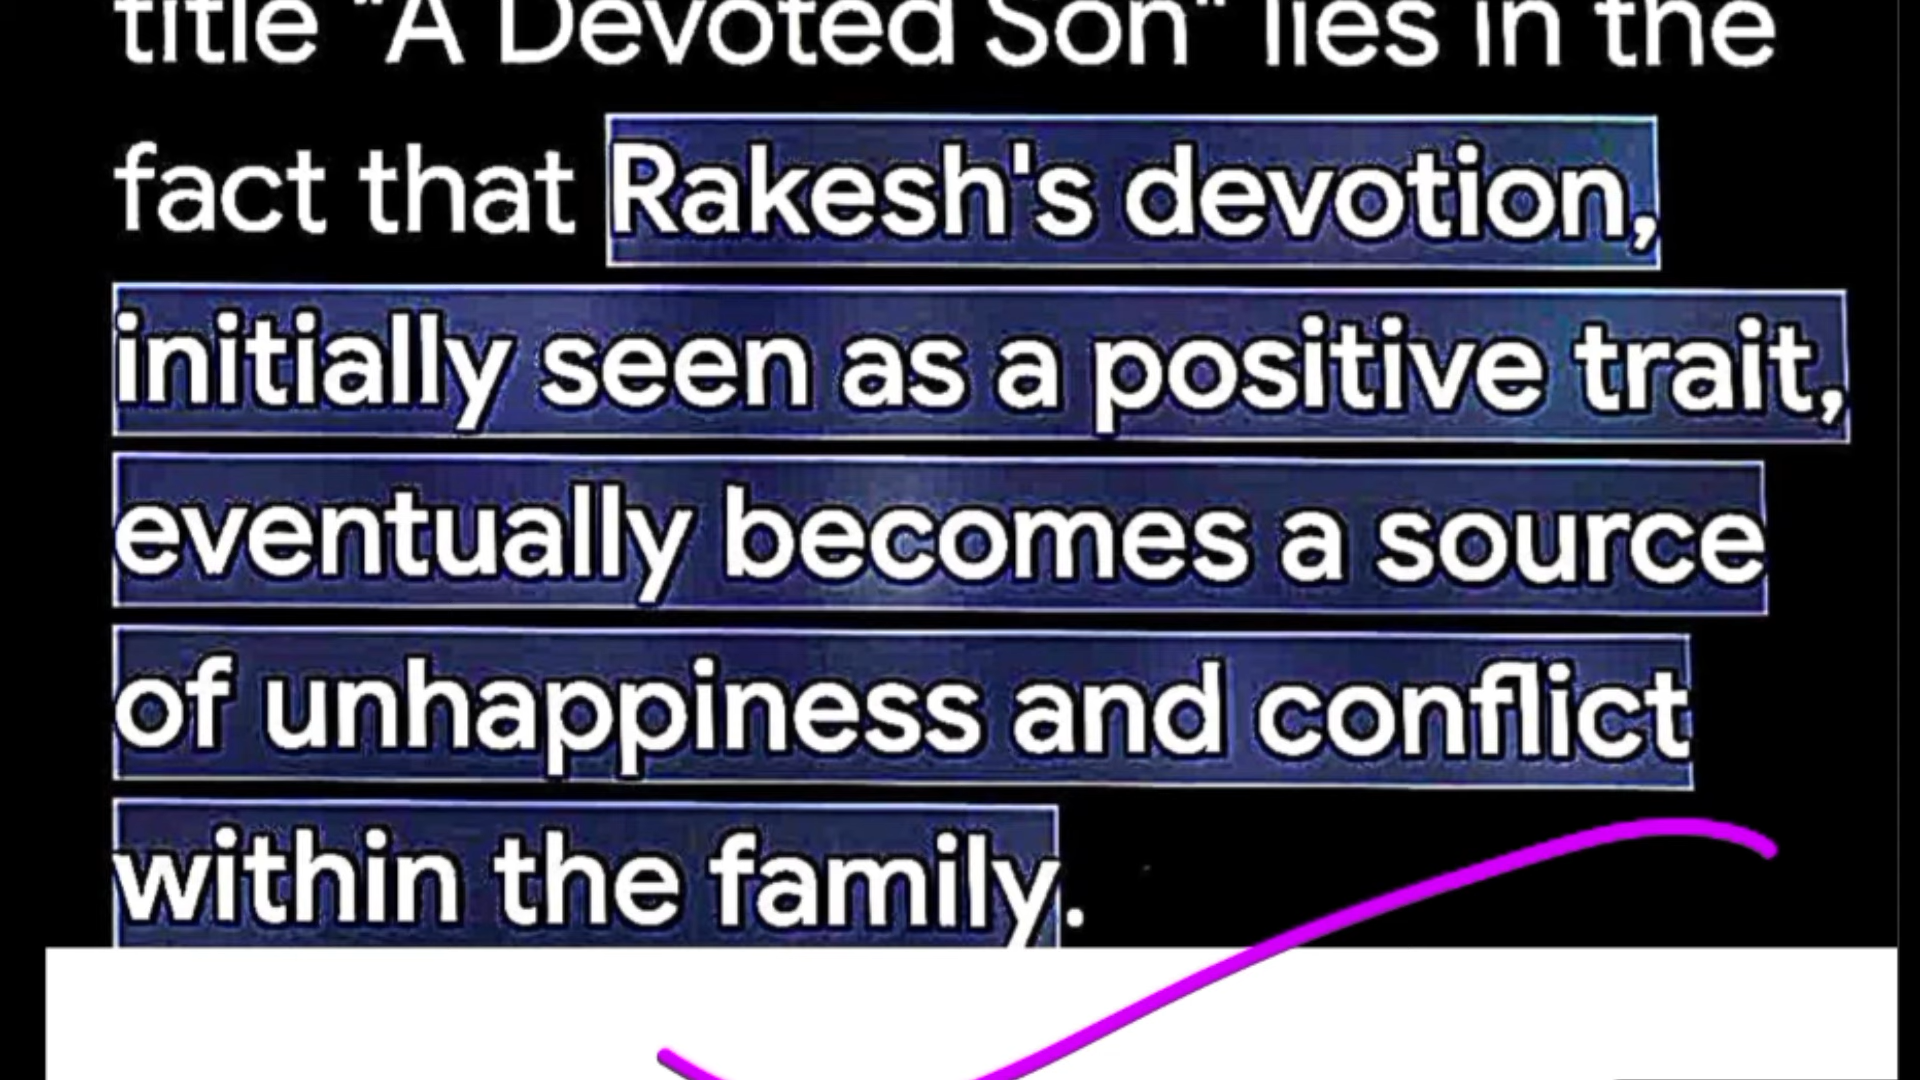 title "A Devoted Son" lies in the
fact that Rakesh's devotion,
initially seen as a positive trait,
eventually becomes a source
of unhappiness and conflict
within the family.